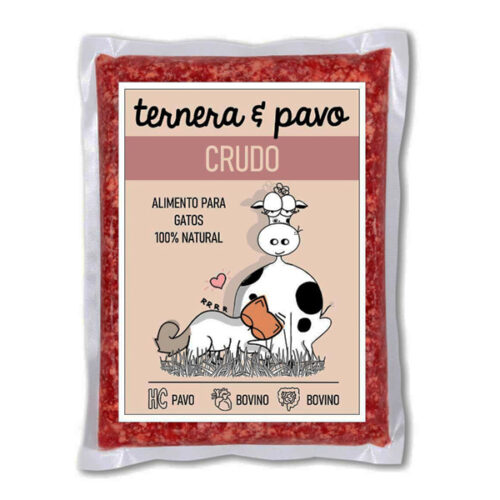 ternera & pavo
CRUDO
ALIMENTO PARA
GATOS
100% NATURAL
RRRR
HC PAVO BOVINO BOVINO